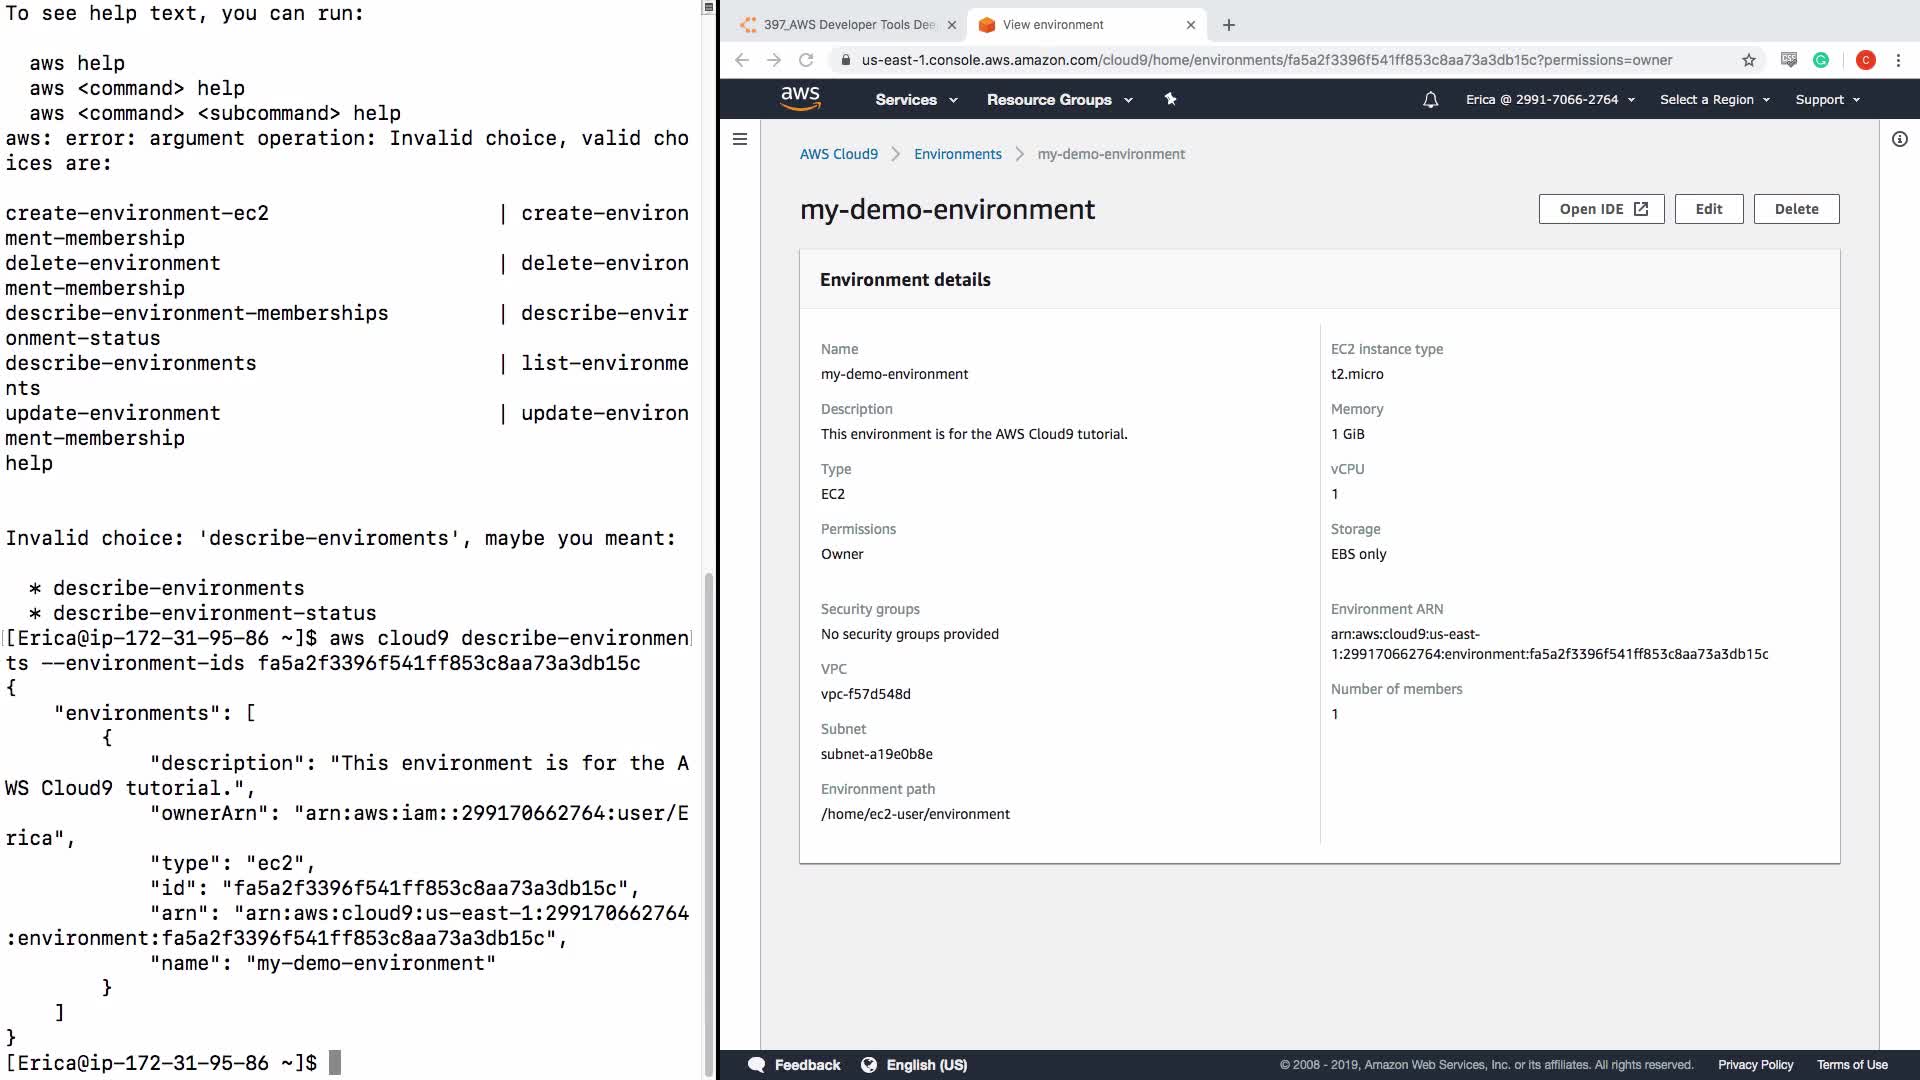 To see help text, you can run:
aws help
aws <command> help
aws <command> <subcommand> help
aws: error: argument operation: Invalid choice, valid cho
ices are:
create-environment-ec2 | create-environ
ment-membership
delete-environment | delete-environ
ment-membership
describe-environment-memberships | describe-envir
onment-status
describe-environments | list-environme
nts
update-environment | update-environ
ment-membership
help
Invalid choice: 'describe-enviroments', maybe you meant:
* describe-environments
* describe-environment-status
[Erica@ip-172-31-95-86 ~]$ aws cloud9 describe-environmen]
ts --environment-ids fa5a2f3396f541ff853c8aa73a3db15c
{
"environments": [
{
"description": "This environment is for the A
WS Cloud9 tutorial.",
"ownerArn": "arn:aws:iam::299170662764:user/E
rica",
"type": "ec2",
"id": "fa5a2f3396f541ff853c8aa73a3db15c",
"arn": "arn:aws:cloud9:us-east-1:299170662764
:environment:fa5a2f3396f541ff853c8aa73a3db15c",
"name": "my-demo-environment"
}
]
}
[Erica@ip-172-31-95-86 ~]$
397_AWS Developer Tools Dee
View environment
us-east-1.console.aws.amazon.com/cloud9/home/environments/fa5a2f3396f541ff853c8aa73a3db15c?permissions=owner
C
aws
Services
Resource Groups
Erica @ 2991-7066-2764
Select a Region
Support
AWS Cloud9 > Environments > my-demo-environment
my-demo-environment
Open IDE
Edit
Delete
Environment details
Name
my-demo-environment
Description
This environment is for the AWS Cloud9 tutorial.
Type
EC2
Permissions
Owner
Security groups
No security groups provided
VPC
vpc-f57d548d
Subnet
subnet-a19e0b8e
Environment path
/home/ec2-user/environment
EC2 instance type
t2.micro
Memory
1 GiB
vCPU
1
Storage
EBS only
Environment ARN
arn:aws:cloud9:us-east-
1:299170662764:environment:fa5a2f3396f541ff853c8aa73a3db15c
Number of members
1
Feedback
English (US)
© 2008 - 2019, Amazon Web Services, Inc. or its affiliates. All rights reserved.
Privacy Policy
Terms of Use